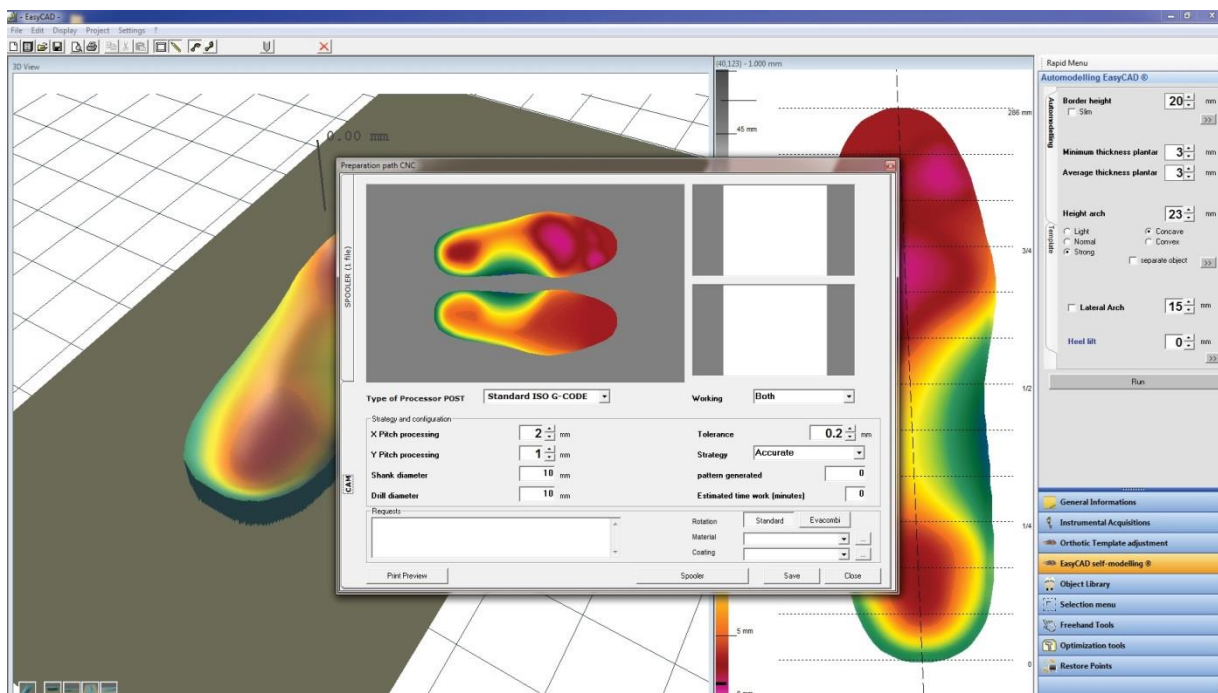 - EasyCAD -
File Edit Display Project Settings ?
3D View
0.00 mm
(40,123) - 1.000 mm
45 mm
5 mm
5 mm
286 mm
3/4
1/2
1/4
0
Preparation path CNC
SPOOLER (1 file)
CAM
Type of Processor POST Standard ISO G-CODE
Working Both
Strategy and configuration
X Pitch processing 2 mm
Y Pitch processing 1 mm
Shank diameter 10 mm
Drill diameter 10 mm
Tolerance 0.2 mm
Strategy Accurate
pattern generated 0
Estimated time work (minutes) 0
Requests
Rotation Standard Evacombi
Material ...
Coating ...
Print Preview Spooler Save Close
Rapid Menu
Automodelling EasyCAD ®
Automodelling
Template
Border height 20 mm
Slim >>
Minimum thickness plantar 3 mm
Average thickness plantar 3 mm
Height arch 23 mm
Light Concave
Normal Convex
Strong
separate object >>
Lateral Arch 15 mm
Heel lift 0 mm
>>
Run
General Informations
Instrumental Acquisitions
Orthotic Template adjustment
EasyCAD self-modelling ®
Object Library
Selection menu
Freehand Tools
Optimization tools
Restore Points